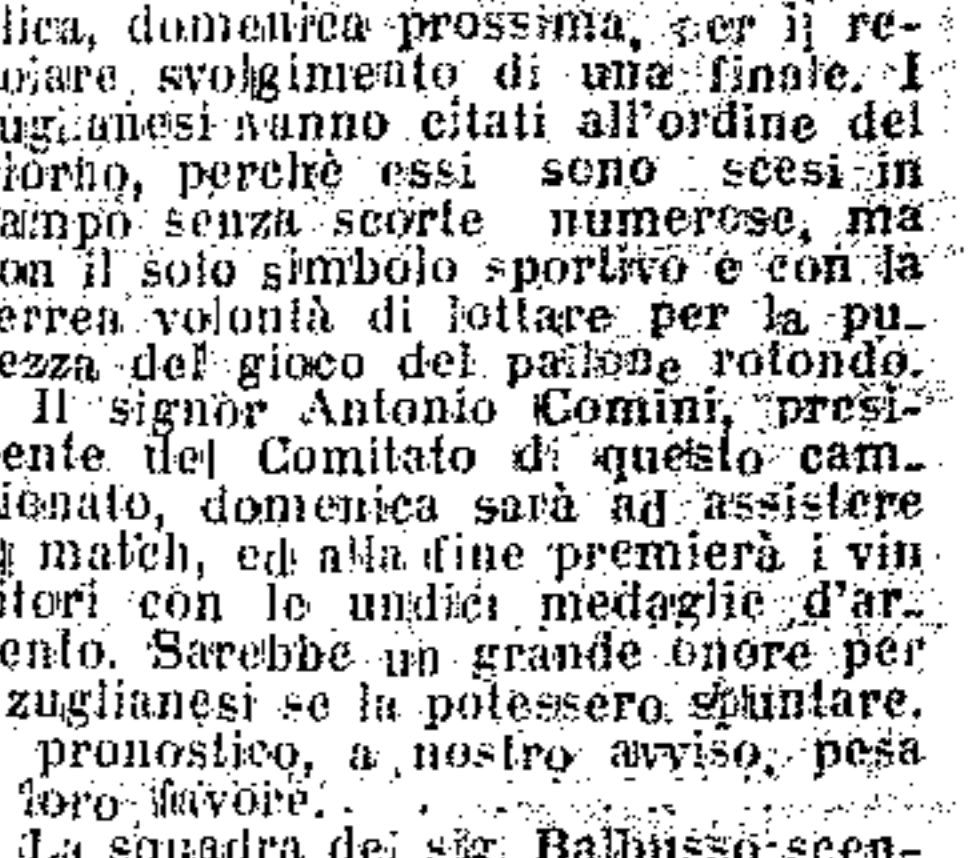 lica, domenica prossima, per il re-
olare svolgimento di una finale. I
uglianesi vanno citati all'ordine del
iorno, perchè essi sono scesi in
ampo senza scorte numerose, ma
on il solo simbolo sportivo e con la
errea volontà di lottare per la pu-
ezza del gioco del pallone rotondo.
Il signor Antonio Comini, presi-
ente del Comitato di questo cam-
ionato, domenica sarà ad assistere
match, ed alla fine premierà i vin
itori con le undici medaglie d'ar-
ento. Sarebbe un grande onore per
zuglianesi se la potessero spuntare.
pronostico, a nostro avviso, pesa
loro favore.
La squadra del sig. Balbusso scen-